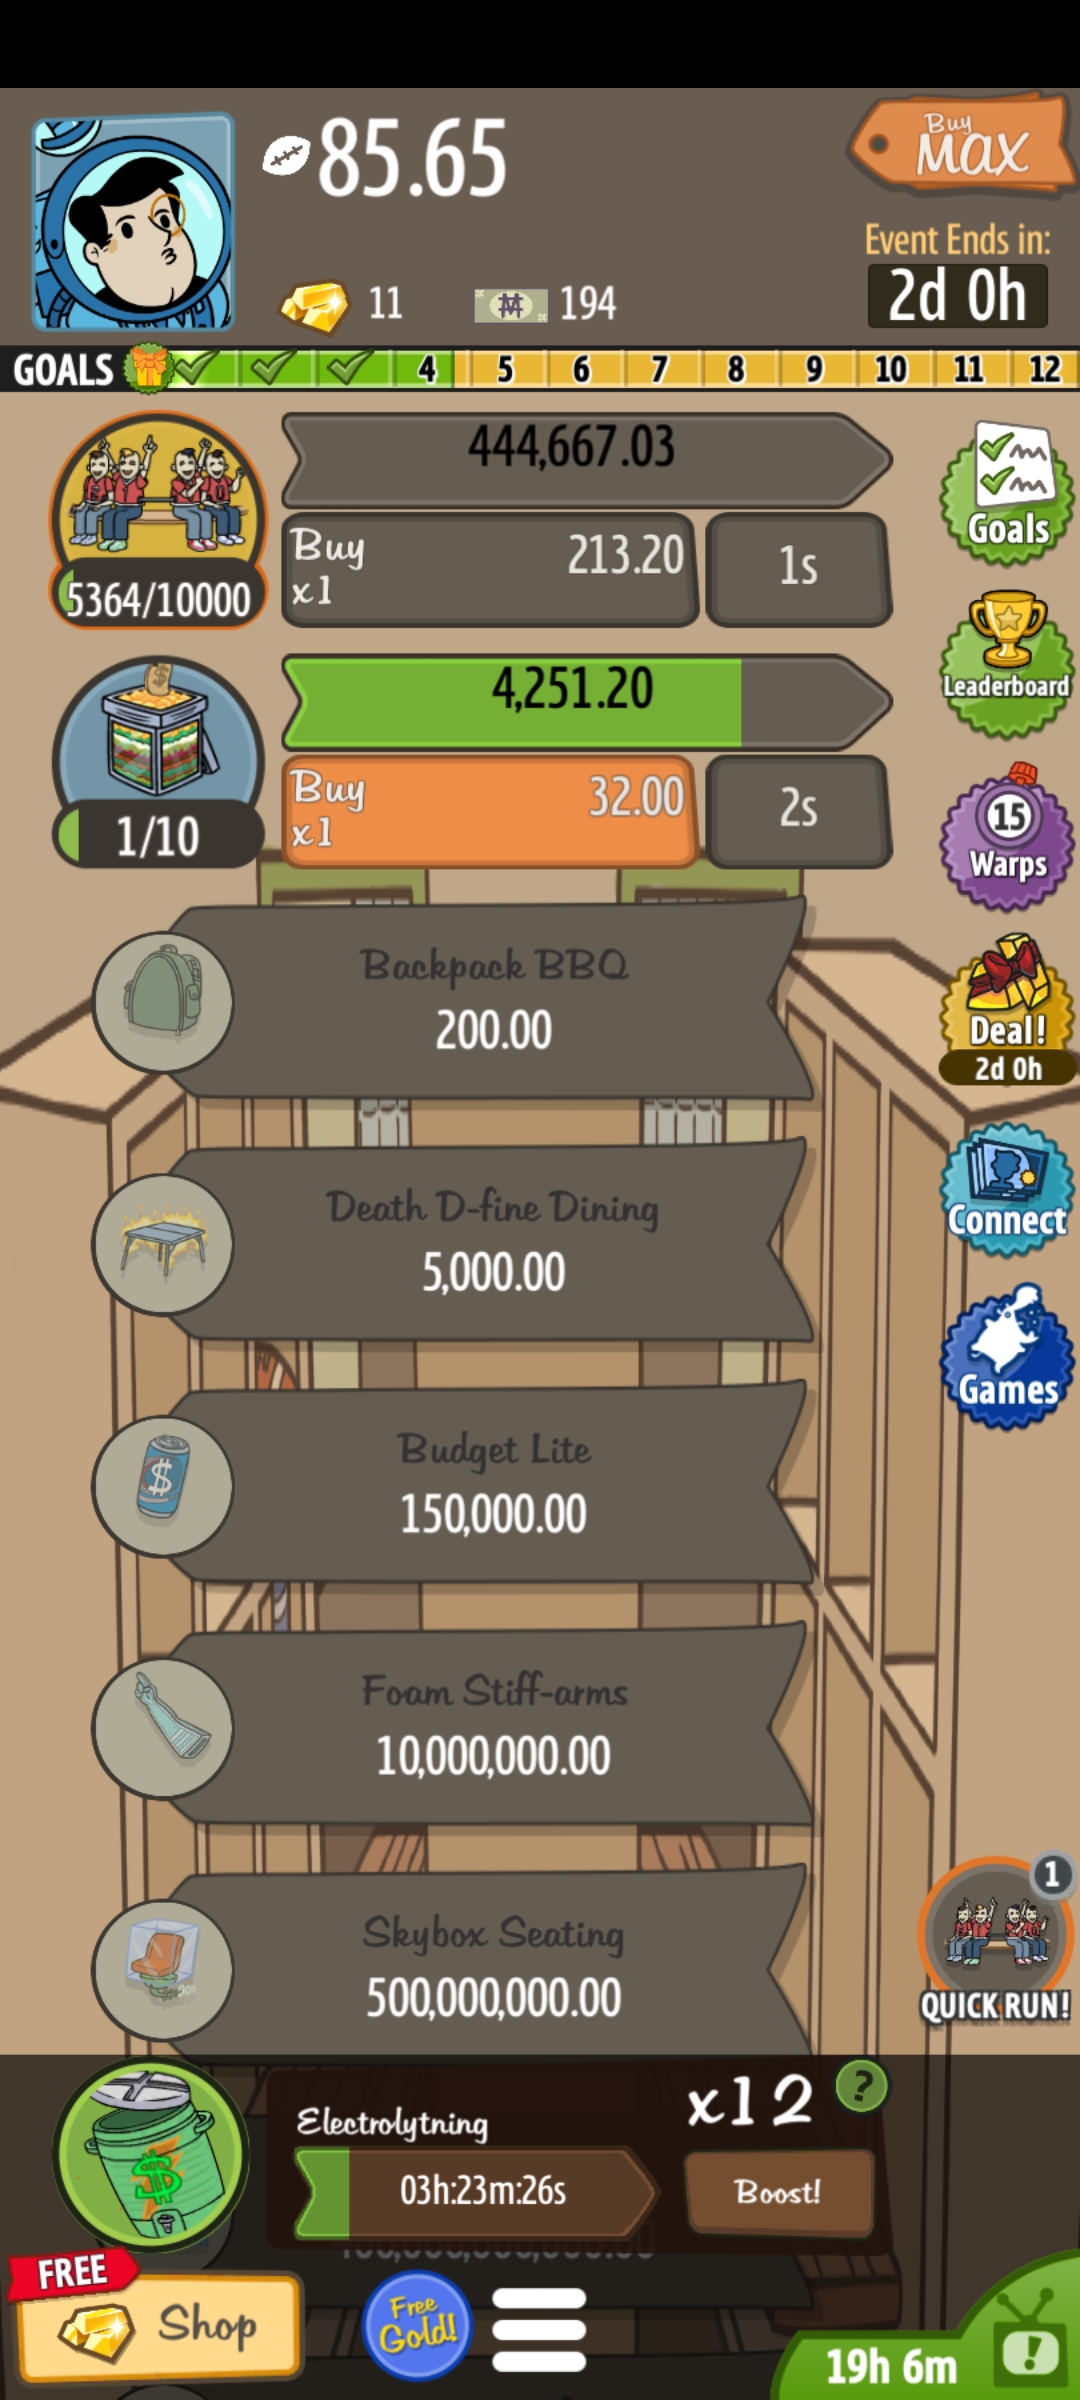 85.65
Buy
MAX
Event Ends in:
2d 0h
11
194
GOALS
4
5
6
7
8
9
10
11
12
444,667.03
Buy
x1
213.20
1s
5364/10000
Goals
4,251.20
Buy
x1
32.00
2s
1/10
Leaderboard
15
Warps
Backpack BBQ
200.00
Deal!
2d 0h
Death D-fine Dining
5,000.00
Connect
Games
Budget Lite
150,000.00
Foam Stiff-arms
10,000,000.00
Skybox Seating
500,000,000.00
1
QUICK RUN!
Electrolytning
03h:23m:26s
x12
?
Boost!
FREE
Shop
Free
Gold!
19h 6m